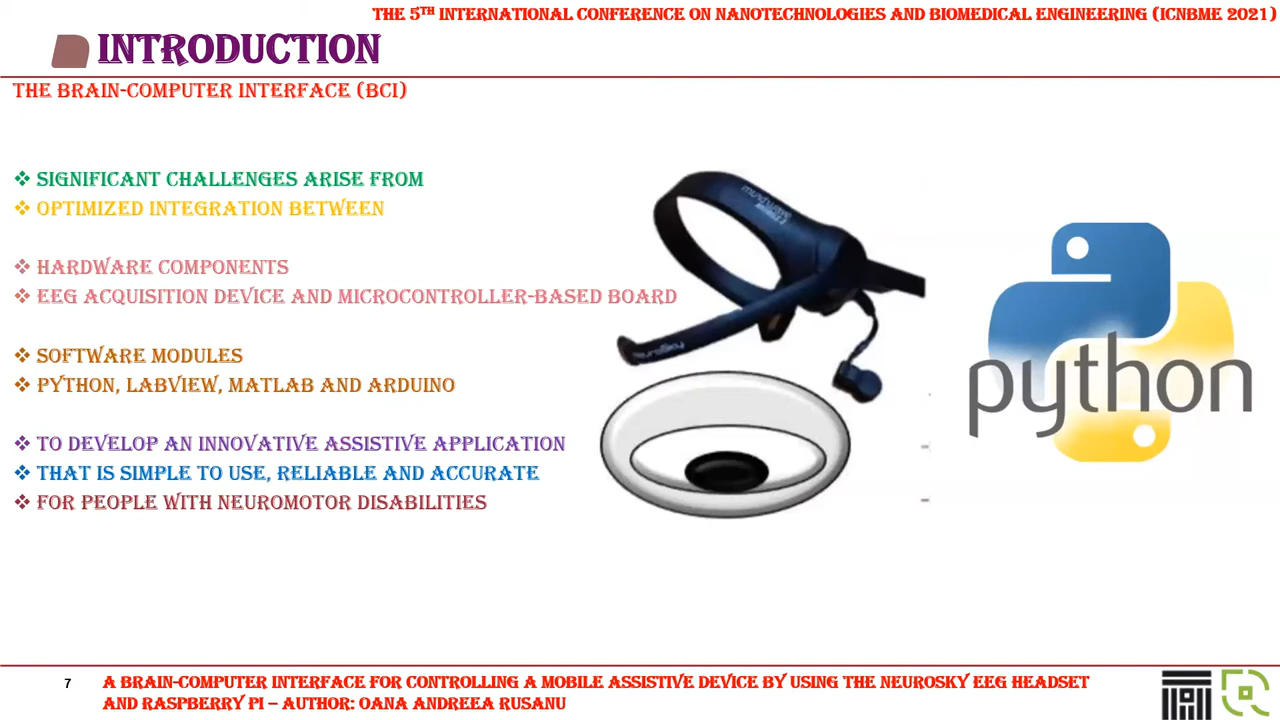 THE 5TH INTERNATIONAL CONFERENCE ON NANOTECHNOLOGIES AND BIOMEDICAL ENGINEERING (ICNBME 2021)
INTRODUCTION
THE BRAIN-COMPUTER INTERFACE (BCI)
❖ SIGNIFICANT CHALLENGES ARISE FROM
❖ OPTIMIZED INTEGRATION BETWEEN
❖ HARDWARE COMPONENTS
❖ EEG ACQUISITION DEVICE AND MICROCONTROLLER-BASED BOARD
❖ SOFTWARE MODULES
❖ PYTHON, LABVIEW, MATLAB AND ARDUINO
❖ TO DEVELOP AN INNOVATIVE ASSISTIVE APPLICATION
❖ THAT IS SIMPLE TO USE, RELIABLE AND ACCURATE
❖ FOR PEOPLE WITH NEUROMOTOR DISABILITIES
python
7
A BRAIN-COMPUTER INTERFACE FOR CONTROLLING A MOBILE ASSISTIVE DEVICE BY USING THE NEUROSKY EEG HEADSET
AND RASPBERRY PI – AUTHOR: OANA ANDREEA RUSANU